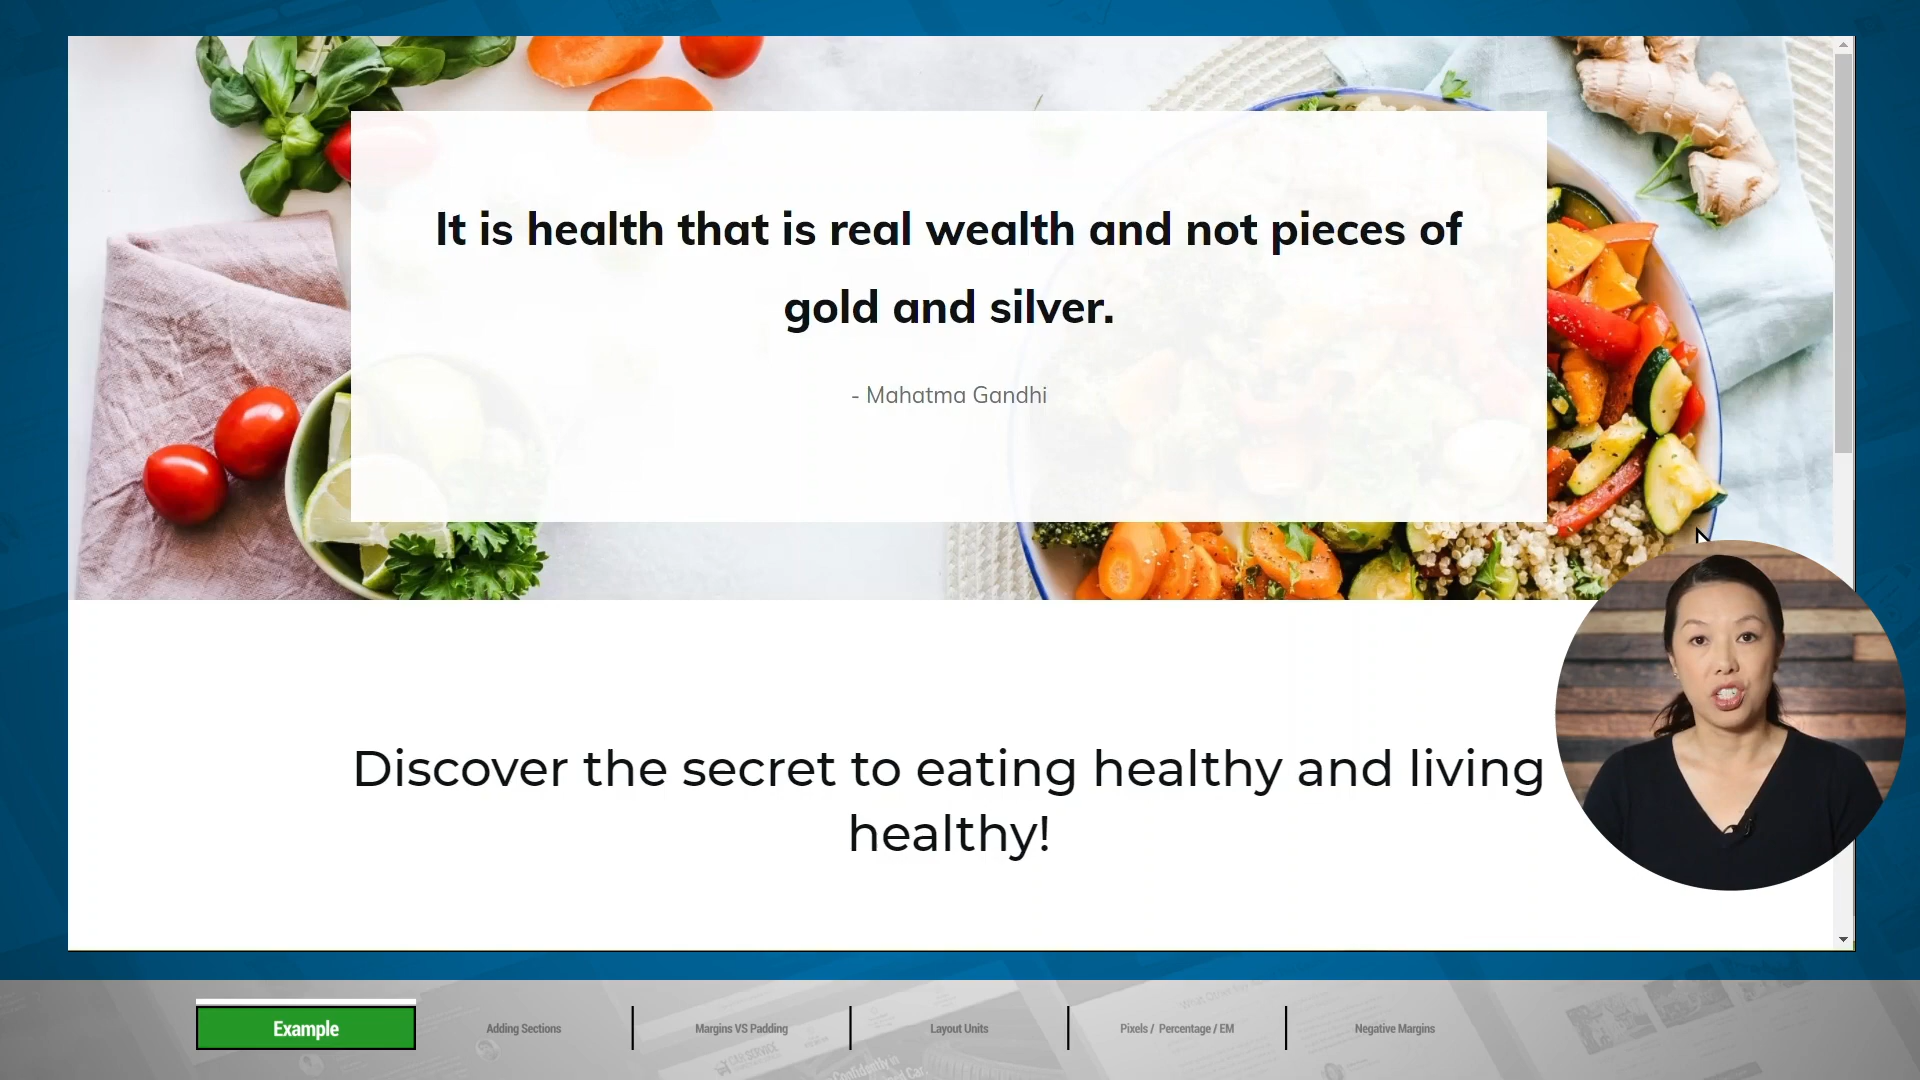 It is health that is real wealth and not pieces of
gold and silver.
- Mahatma Gandhi
Discover the secret to eating healthy and living
healthy!
Example
Adding Sections
Margins VS Padding
Layout Units
Pixels / Percentage / EM
Negative Margins